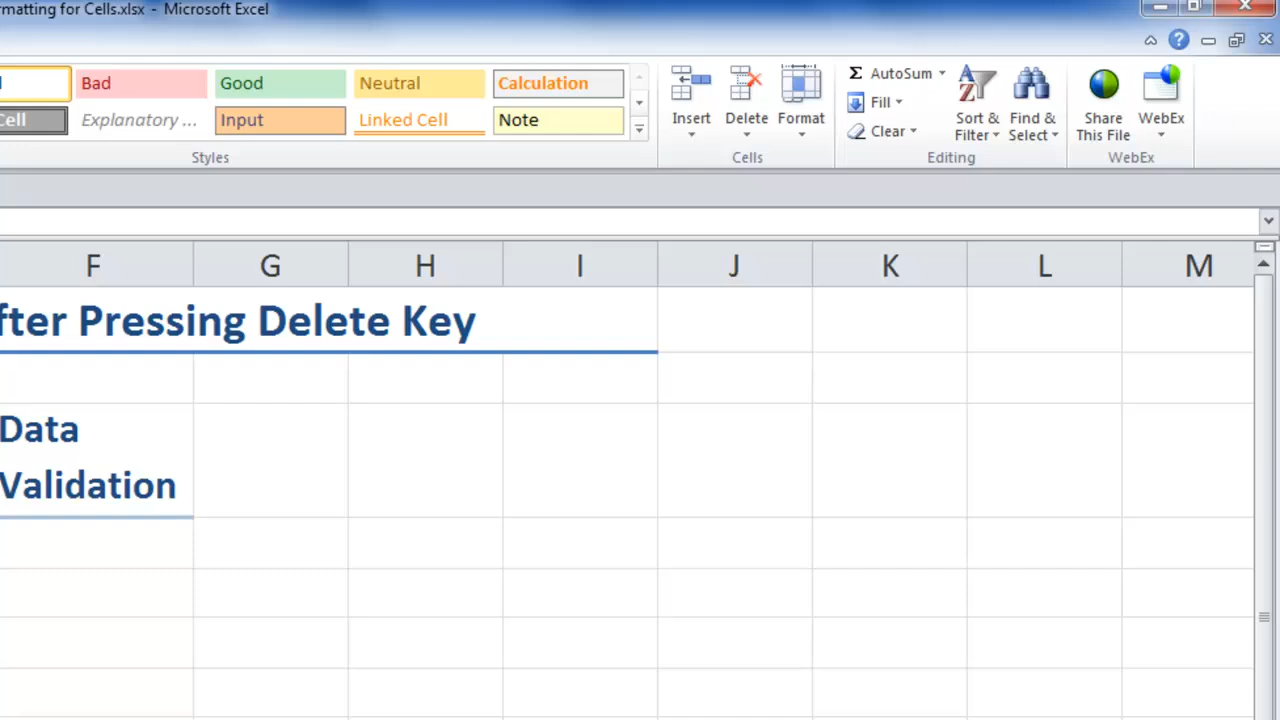 rmatting for Cells.xlsx - Microsoft Excel
Bad Good Neutral Calculation
Cell Explanatory ... Input Linked Cell Note
Styles
Insert Delete Format
Cells
Σ AutoSum
Fill
Clear
Sort & Filter
Find & Select
Editing
Share This File
WebEx
WebEx
F G H I J K L M
fter Pressing Delete Key
Data
Validation